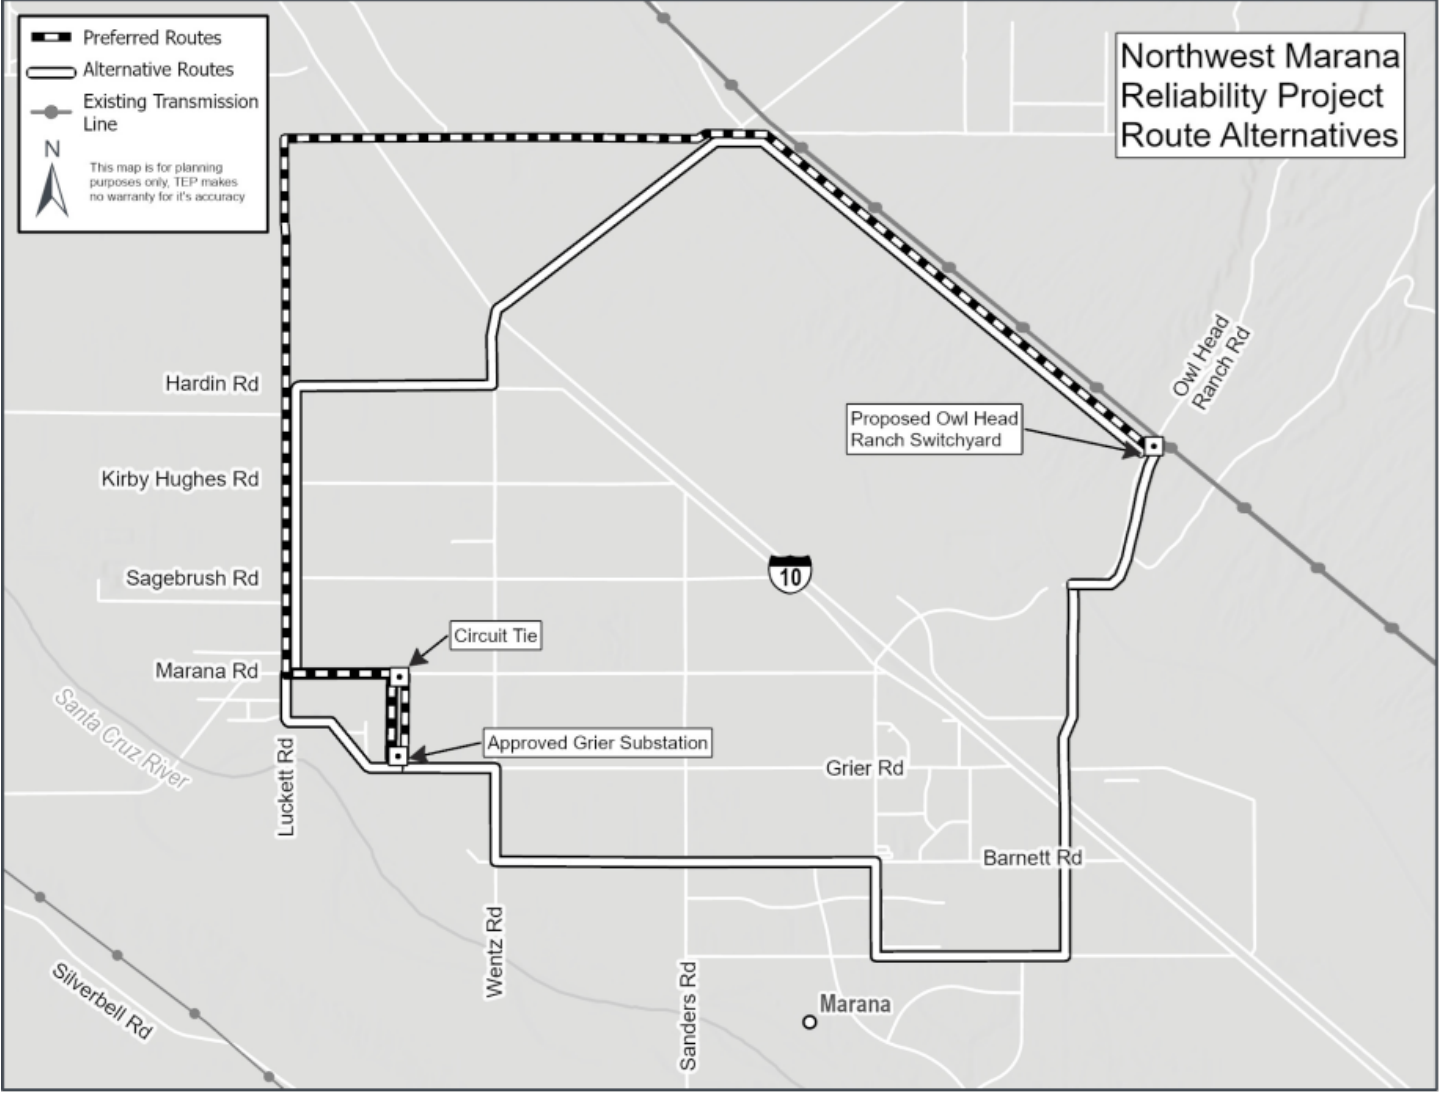 Preferred Routes
Alternative Routes
Existing Transmission
Line
N
This map is for planning
purposes only, TEP makes
no warranty for it's accuracy
Northwest Marana
Reliability Project
Route Alternatives
Owl Head
Ranch Rd
Hardin Rd
Proposed Owl Head
Ranch Switchyard
Kirby Hughes Rd
Sagebrush Rd
10
Circuit Tie
Marana Rd
Santa Cruz River
Approved Grier Substation
Luckett Rd
Grier Rd
Barnett Rd
Wentz Rd
Sanders Rd
Silverbell Rd
Marana